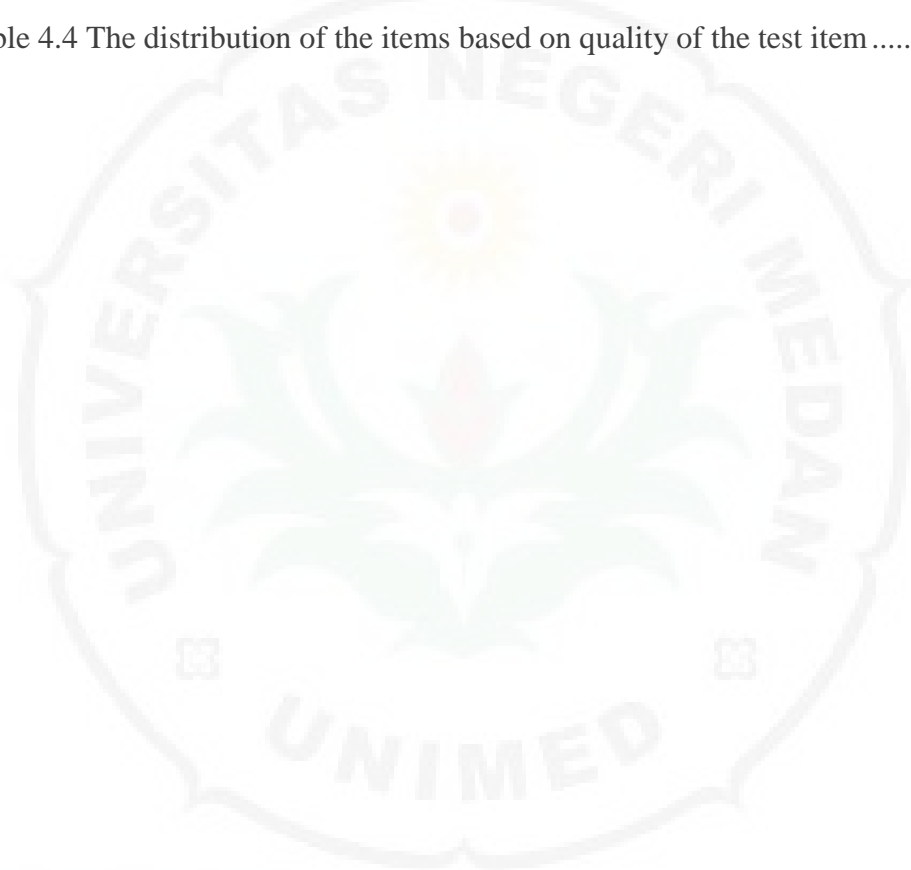 ble 4.4 The distribution of the items based on quality of the test item .....
UNIVERSITAS NEGERI MEDAN
UNIMED